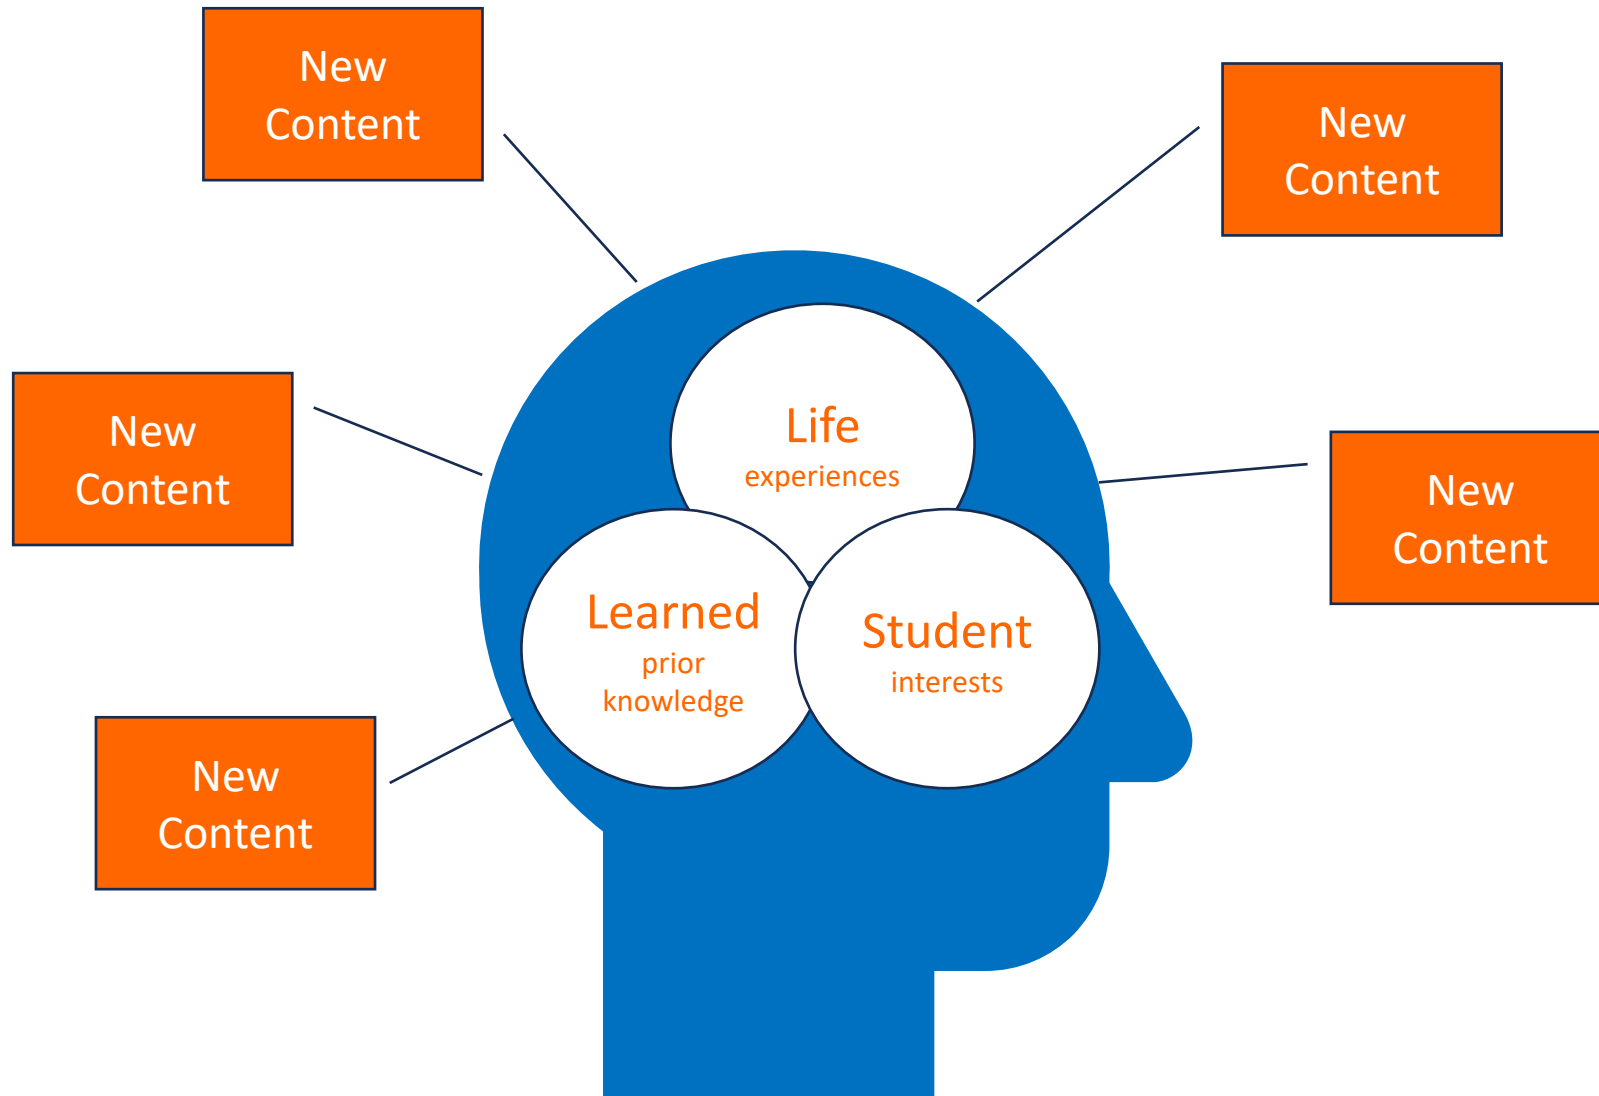 New
Content
New
Content
New
Content
New
Content
New
Content
Life
experiences
Learned
prior
knowledge
Student
interests